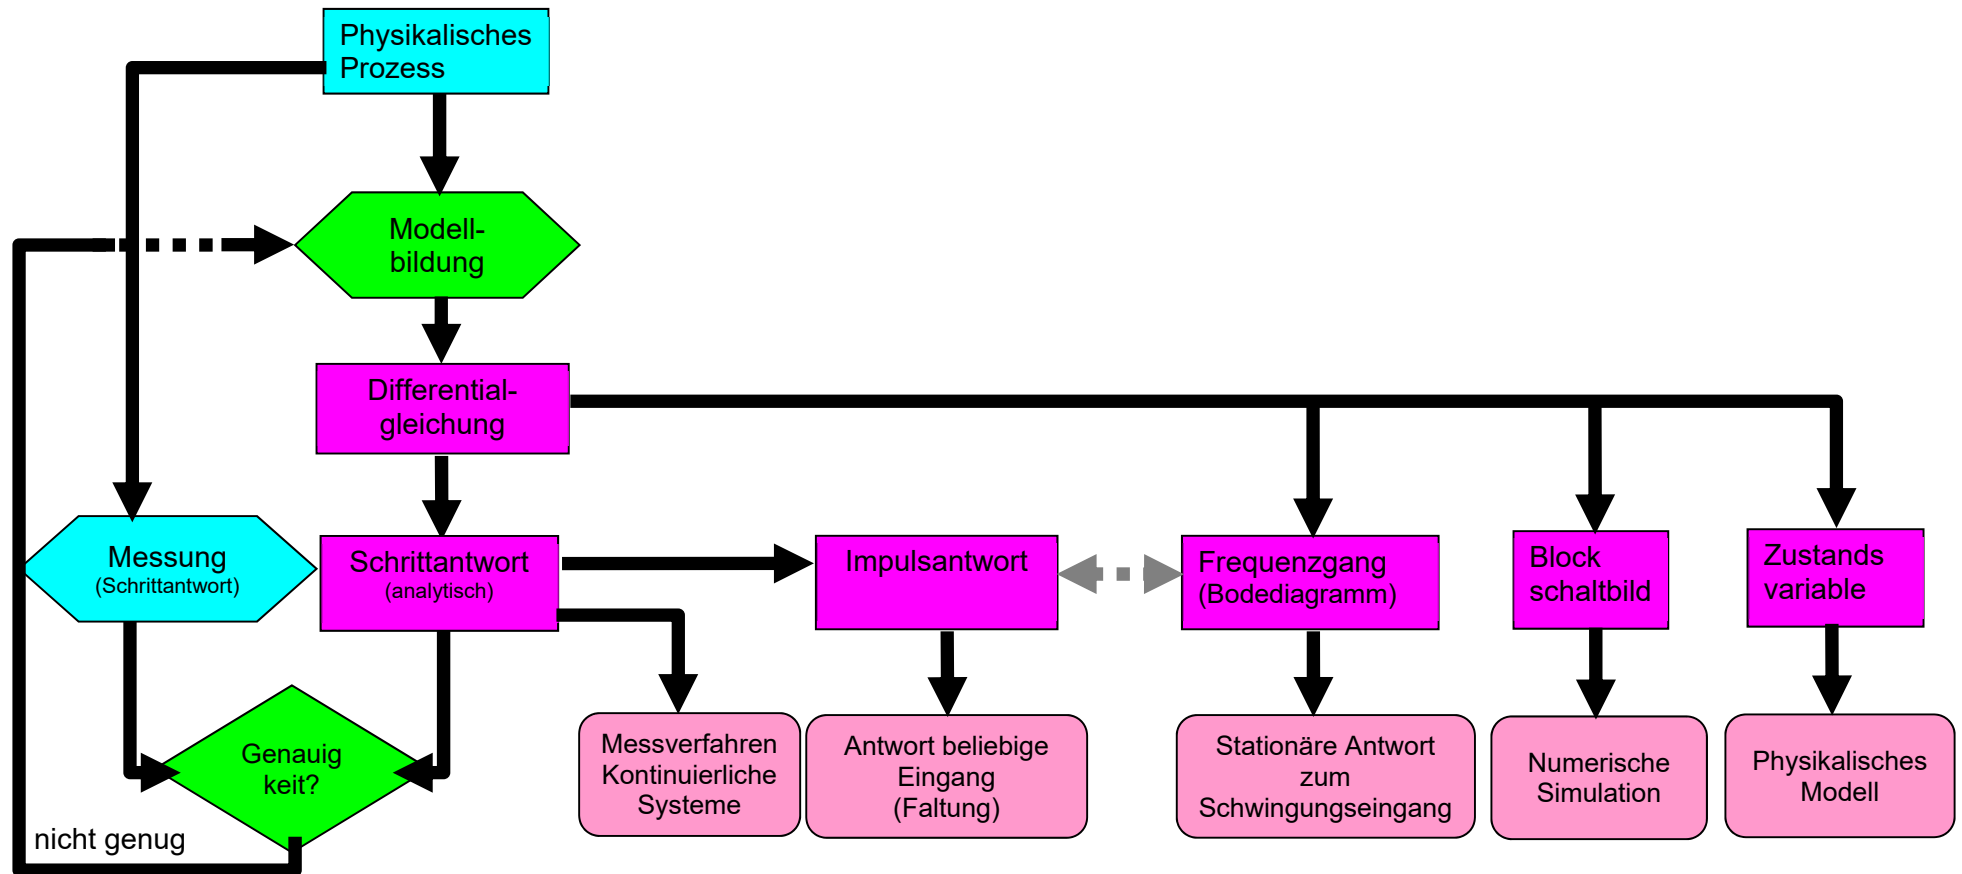 Physikalisches
Prozess
Modell-
bildung
Differential-
gleichung
Messung
(Schrittantwort)
Schrittantwort
(analytisch)
Impulsantwort
Frequenzgang
(Bodediagramm)
Block
schaltbild
Zustands
variable
Genauig
keit?
nicht genug
Messverfahren
Kontinuierliche
Systeme
Antwort beliebige
Eingang
(Faltung)
Stationäre Antwort
zum
Schwingungseingang
Numerische
Simulation
Physikalisches
Modell